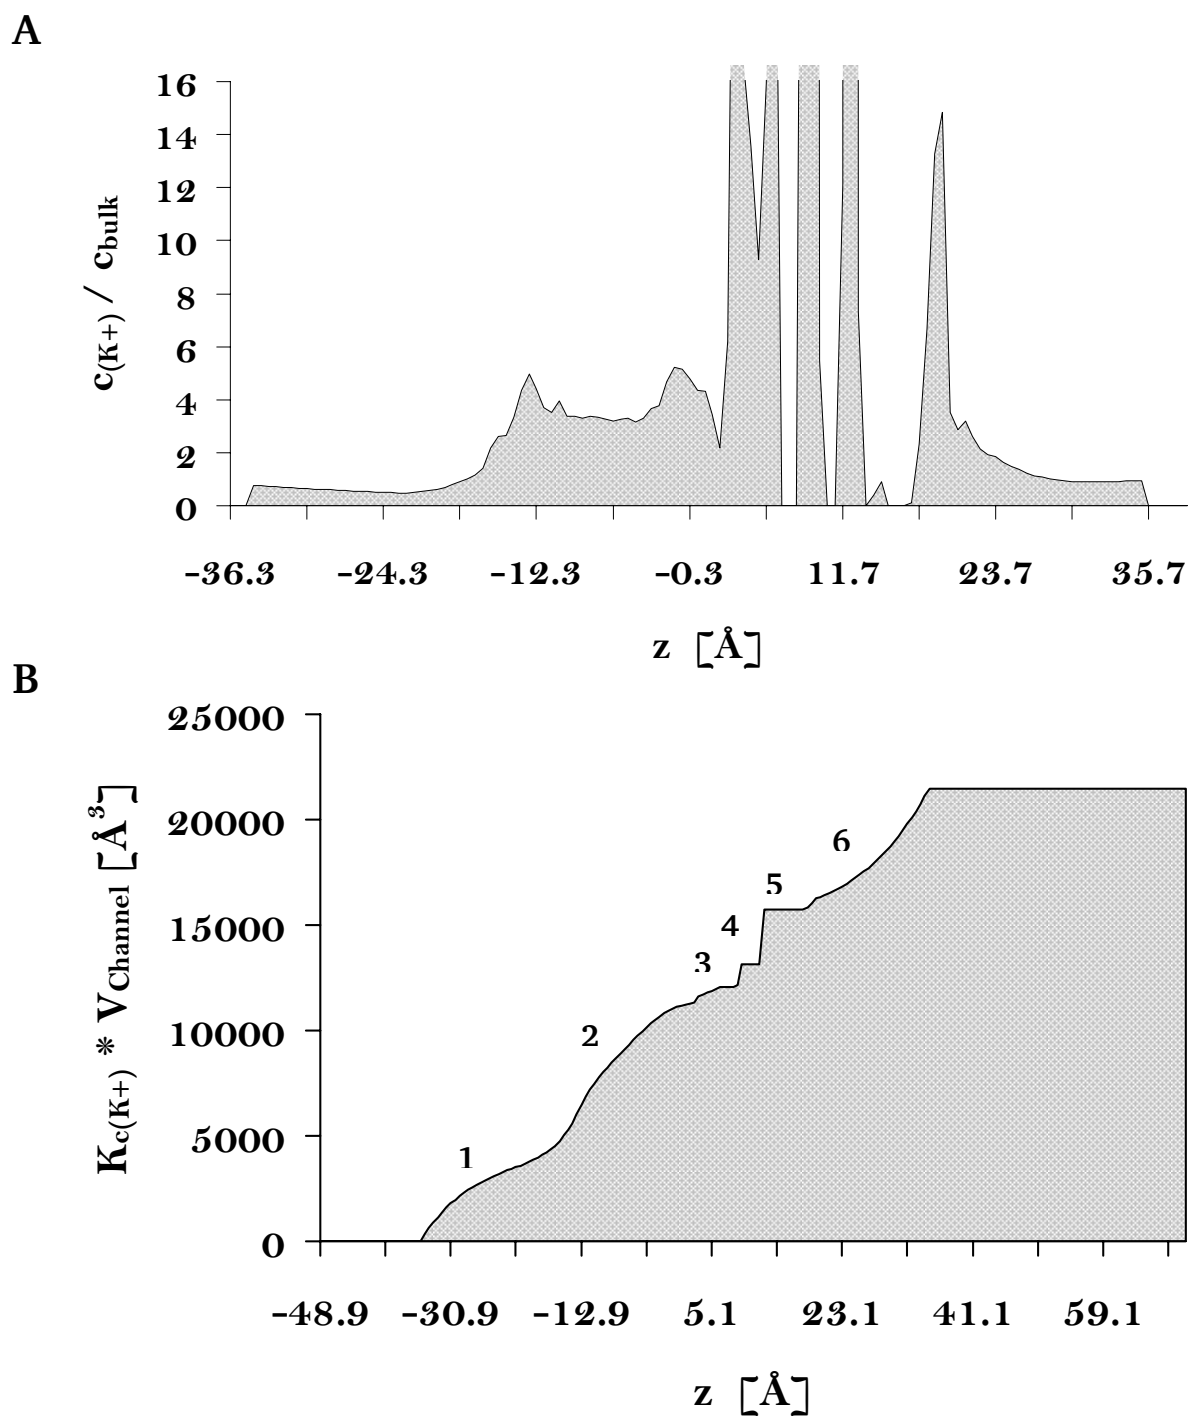 A
c(K+) / cbulk
16
14
12
10
8
6
4
2
0
-36.3 -24.3 -12.3 -0.3 11.7 23.7 35.7
z [Å]
B
Kc(K+) * VChannel [Å³]
25000
20000
15000
10000
5000
0
1
2
3
4
5
6
-48.9 -30.9 -12.9 5.1 23.1 41.1 59.1
z [Å]